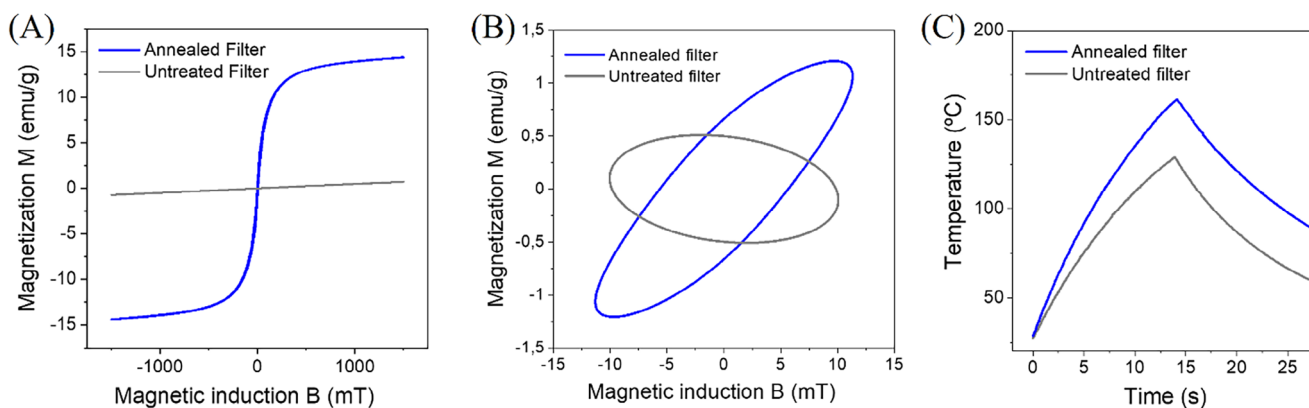 (A)
Magnetization M (emu/g)
15
10
5
0
-5
-10
-15
Annealed Filter
Untreated Filter
-1000
0
1000
Magnetic induction B (mT)
(B)
Magnetization M (emu/g)
1,5
1
0,5
0
-0,5
-1
-1,5
Annealed filter
Untreated filter
-15
-10
-5
0
5
10
15
Magnetic induction B (mT)
(C)
Temperature (ºC)
200
150
100
50
Annealed filter
Untreated filter
0
5
10
15
20
25
Time (s)